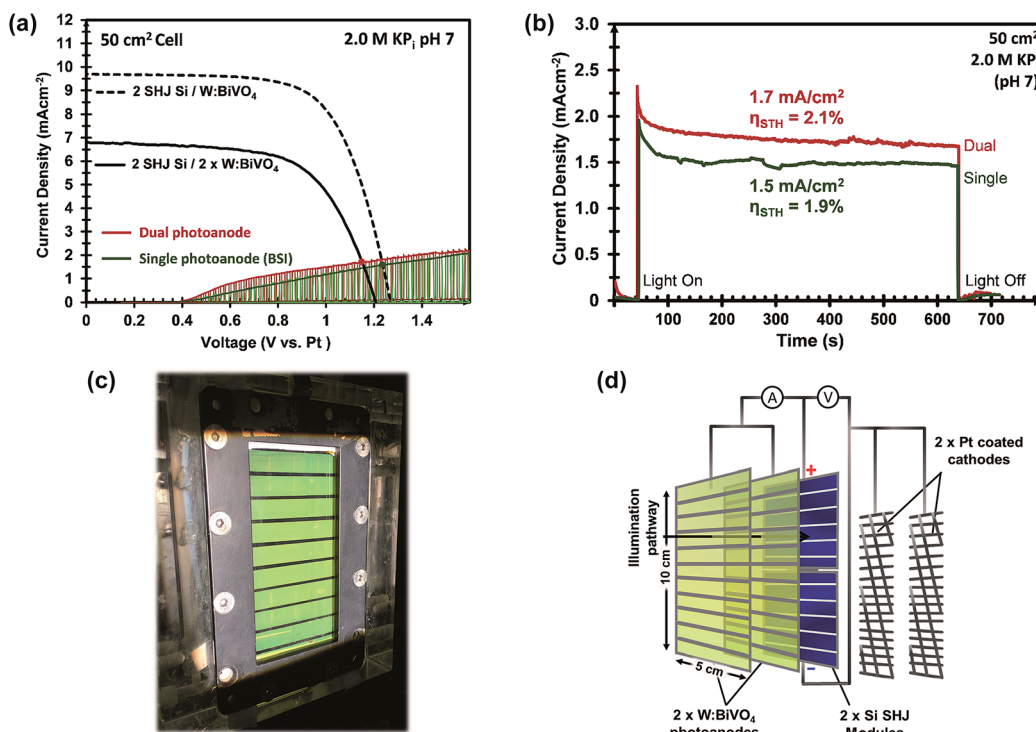 (a)
50 cm² Cell
2.0 M KPᵢ pH 7
2 SHJ Si / W:BiVO₄
2 SHJ Si / 2 x W:BiVO₄
Dual photoanode
Single photoanode (BSI)
Current Density (mAcm⁻²)
12
11
10
9
8
7
6
5
4
3
2
1
0
0 0.2 0.4 0.6 0.8 1 1.2 1.4
Voltage (V vs. Pt )
(b)
50 cm²
2.0 M KPᵢ
(pH 7)
1.7 mA/cm²
ηSTH = 2.1%
Dual
Single
1.5 mA/cm²
ηSTH = 1.9%
Light On
Light Off
Current Density (mAcm⁻²)
3.0
2.5
2.0
1.5
1.0
0.5
0
0 100 200 300 400 500 600 700
Time (s)
(c)
(d)
A
V
2 x Pt coated
cathodes
+
Illumination
pathway
10 cm
5 cm
-
2 x W:BiVO₄
photoanodes
2 x Si SHJ
Modules